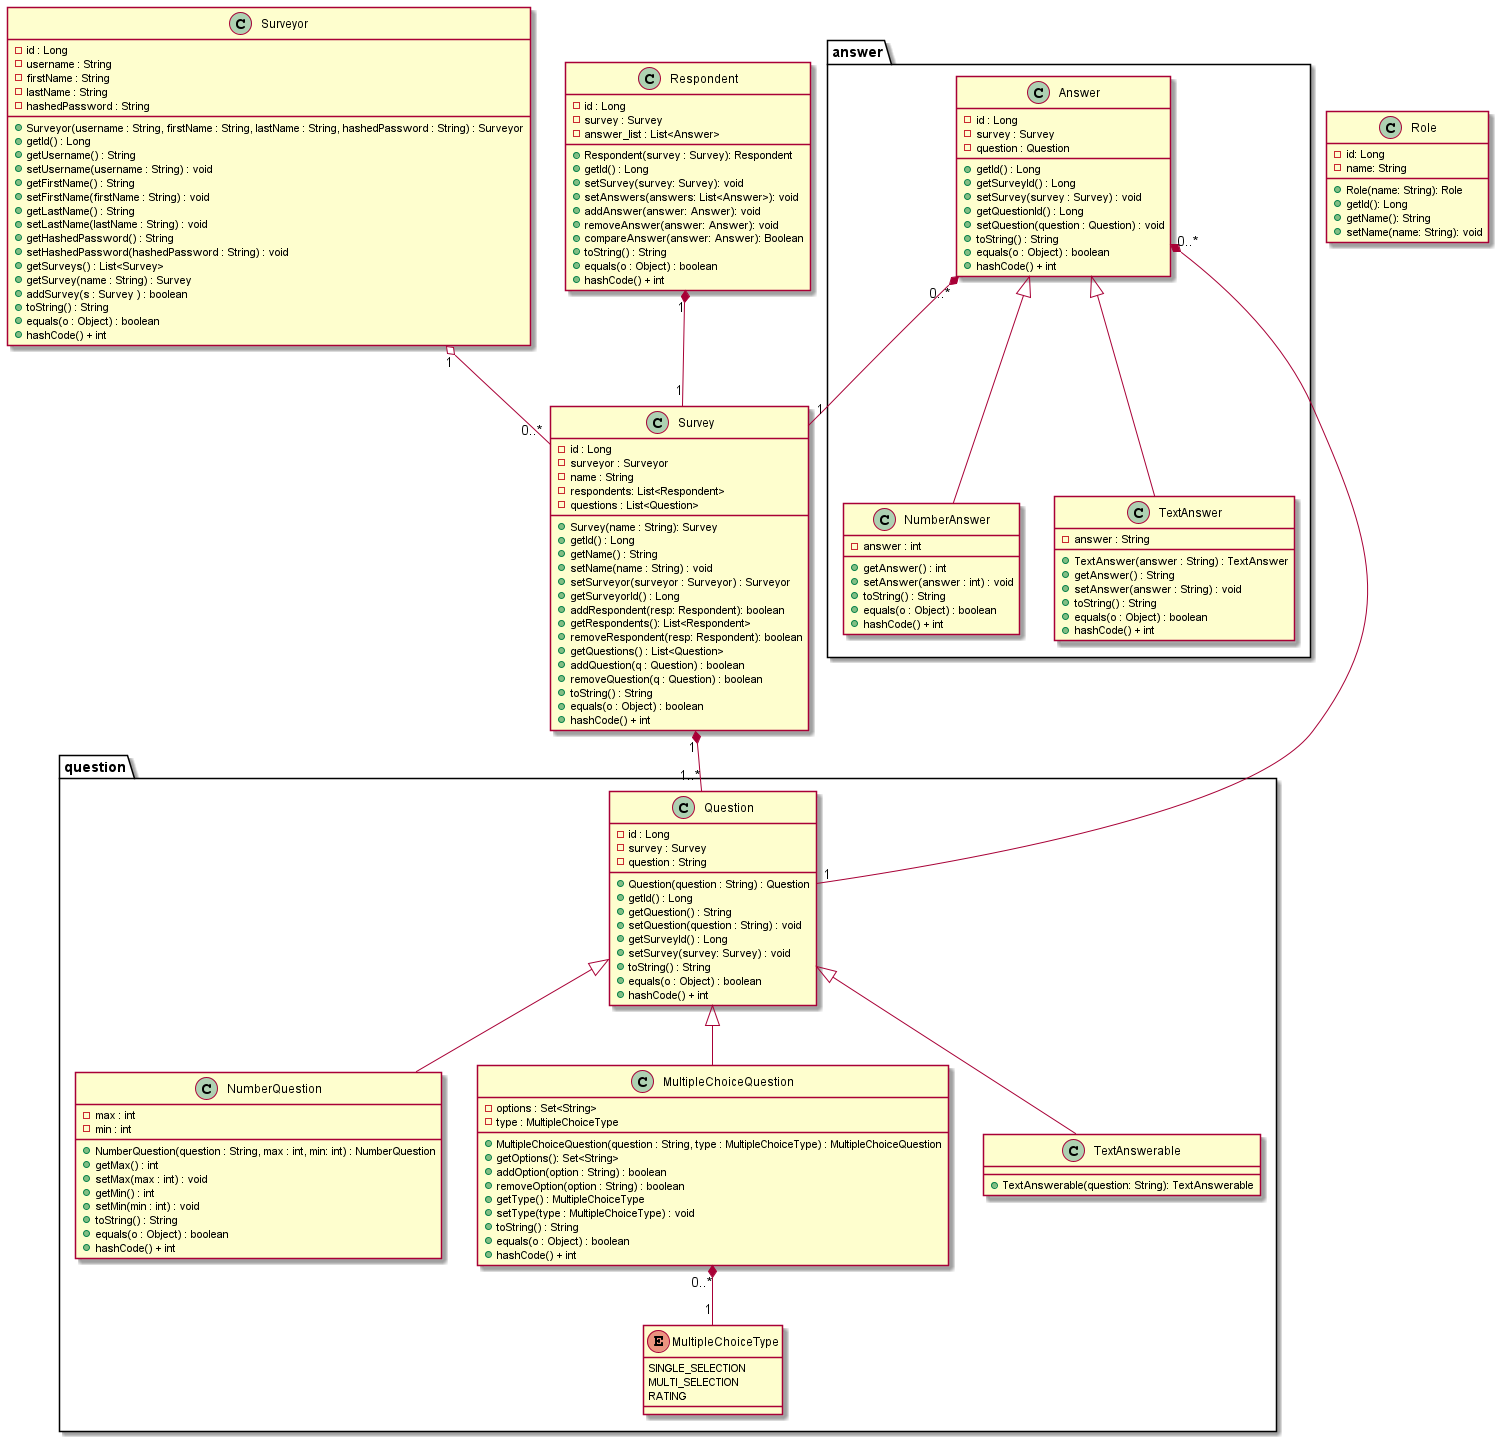 C Surveyor
id : Long
username : String
firstName : String
lastName : String
hashedPassword : String
Surveyor(username : String, firstName : String, lastName : String, hashedPassword : String) : Surveyor
getId() : Long
getUsername() : String
setUsername(username : String) : void
getFirstName() : String
setFirstName(firstName : String) : void
getLastName() : String
setLastName(lastName : String) : void
getHashedPassword() : String
setHashedPassword(hashedPassword : String) : void
getSurveys() : List<Survey>
getSurvey(name : String) : Survey
addSurvey(s : Survey ) : boolean
toString() : String
equals(o : Object) : boolean
hashCode() + int
1
0..*
C Respondent
id : Long
survey : Survey
answer_list : List<Answer>
Respondent(survey : Survey): Respondent
getId() : Long
setSurvey(survey: Survey): void
setAnswers(answers: List<Answer>): void
addAnswer(answer: Answer): void
removeAnswer(answer: Answer): void
compareAnswer(answer: Answer): Boolean
toString() : String
equals(o : Object) : boolean
hashCode() + int
1
1
answer
C Answer
id : Long
survey : Survey
question : Question
getId() : Long
getSurveyId() : Long
setSurvey(survey : Survey) : void
getQuestionId() : Long
setQuestion(question : Question) : void
toString() : String
equals(o : Object) : boolean
hashCode() + int
0..*
0..*
1
C Role
id: Long
name: String
Role(name: String): Role
getId(): Long
getName(): String
setName(name: String): void
C Survey
id : Long
surveyor : Surveyor
name : String
respondents: List<Respondent>
questions : List<Question>
Survey(name : String): Survey
getId() : Long
getName() : String
setName(name : String) : void
setSurveyor(surveyor : Surveyor) : Surveyor
getSurveyorId() : Long
addRespondent(resp: Respondent): boolean
getRespondents(): List<Respondent>
removeRespondent(resp: Respondent): boolean
getQuestions() : List<Question>
addQuestion(q : Question) : boolean
removeQuestion(q : Question) : boolean
toString() : String
equals(o : Object) : boolean
hashCode() + int
1
1..*
C NumberAnswer
answer : int
getAnswer() : int
setAnswer(answer : int) : void
toString() : String
equals(o : Object) : boolean
hashCode() + int
C TextAnswer
answer : String
TextAnswer(answer : String) : TextAnswer
getAnswer() : String
setAnswer(answer : String) : void
toString() : String
equals(o : Object) : boolean
hashCode() + int
question
C Question
id : Long
survey : Survey
question : String
Question(question : String) : Question
getId() : Long
getQuestion() : String
setQuestion(question : String) : void
getSurveyId() : Long
setSurvey(survey: Survey) : void
toString() : String
equals(o : Object) : boolean
hashCode() + int
1
C NumberQuestion
max : int
min : int
NumberQuestion(question : String, max : int, min: int) : NumberQuestion
getMax() : int
setMax(max : int) : void
getMin() : int
setMin(min : int) : void
toString() : String
equals(o : Object) : boolean
hashCode() + int
C MultipleChoiceQuestion
options : Set<String>
type : MultipleChoiceType
MultipleChoiceQuestion(question : String, type : MultipleChoiceType) : MultipleChoiceQuestion
getOptions(): Set<String>
addOption(option : String) : boolean
removeOption(option : String) : boolean
getType() : MultipleChoiceType
setType(type : MultipleChoiceType) : void
toString() : String
equals(o : Object) : boolean
hashCode() + int
0..*
1
C TextAnswerable
TextAnswerable(question: String): TextAnswerable
E MultipleChoiceType
SINGLE_SELECTION
MULTI_SELECTION
RATING